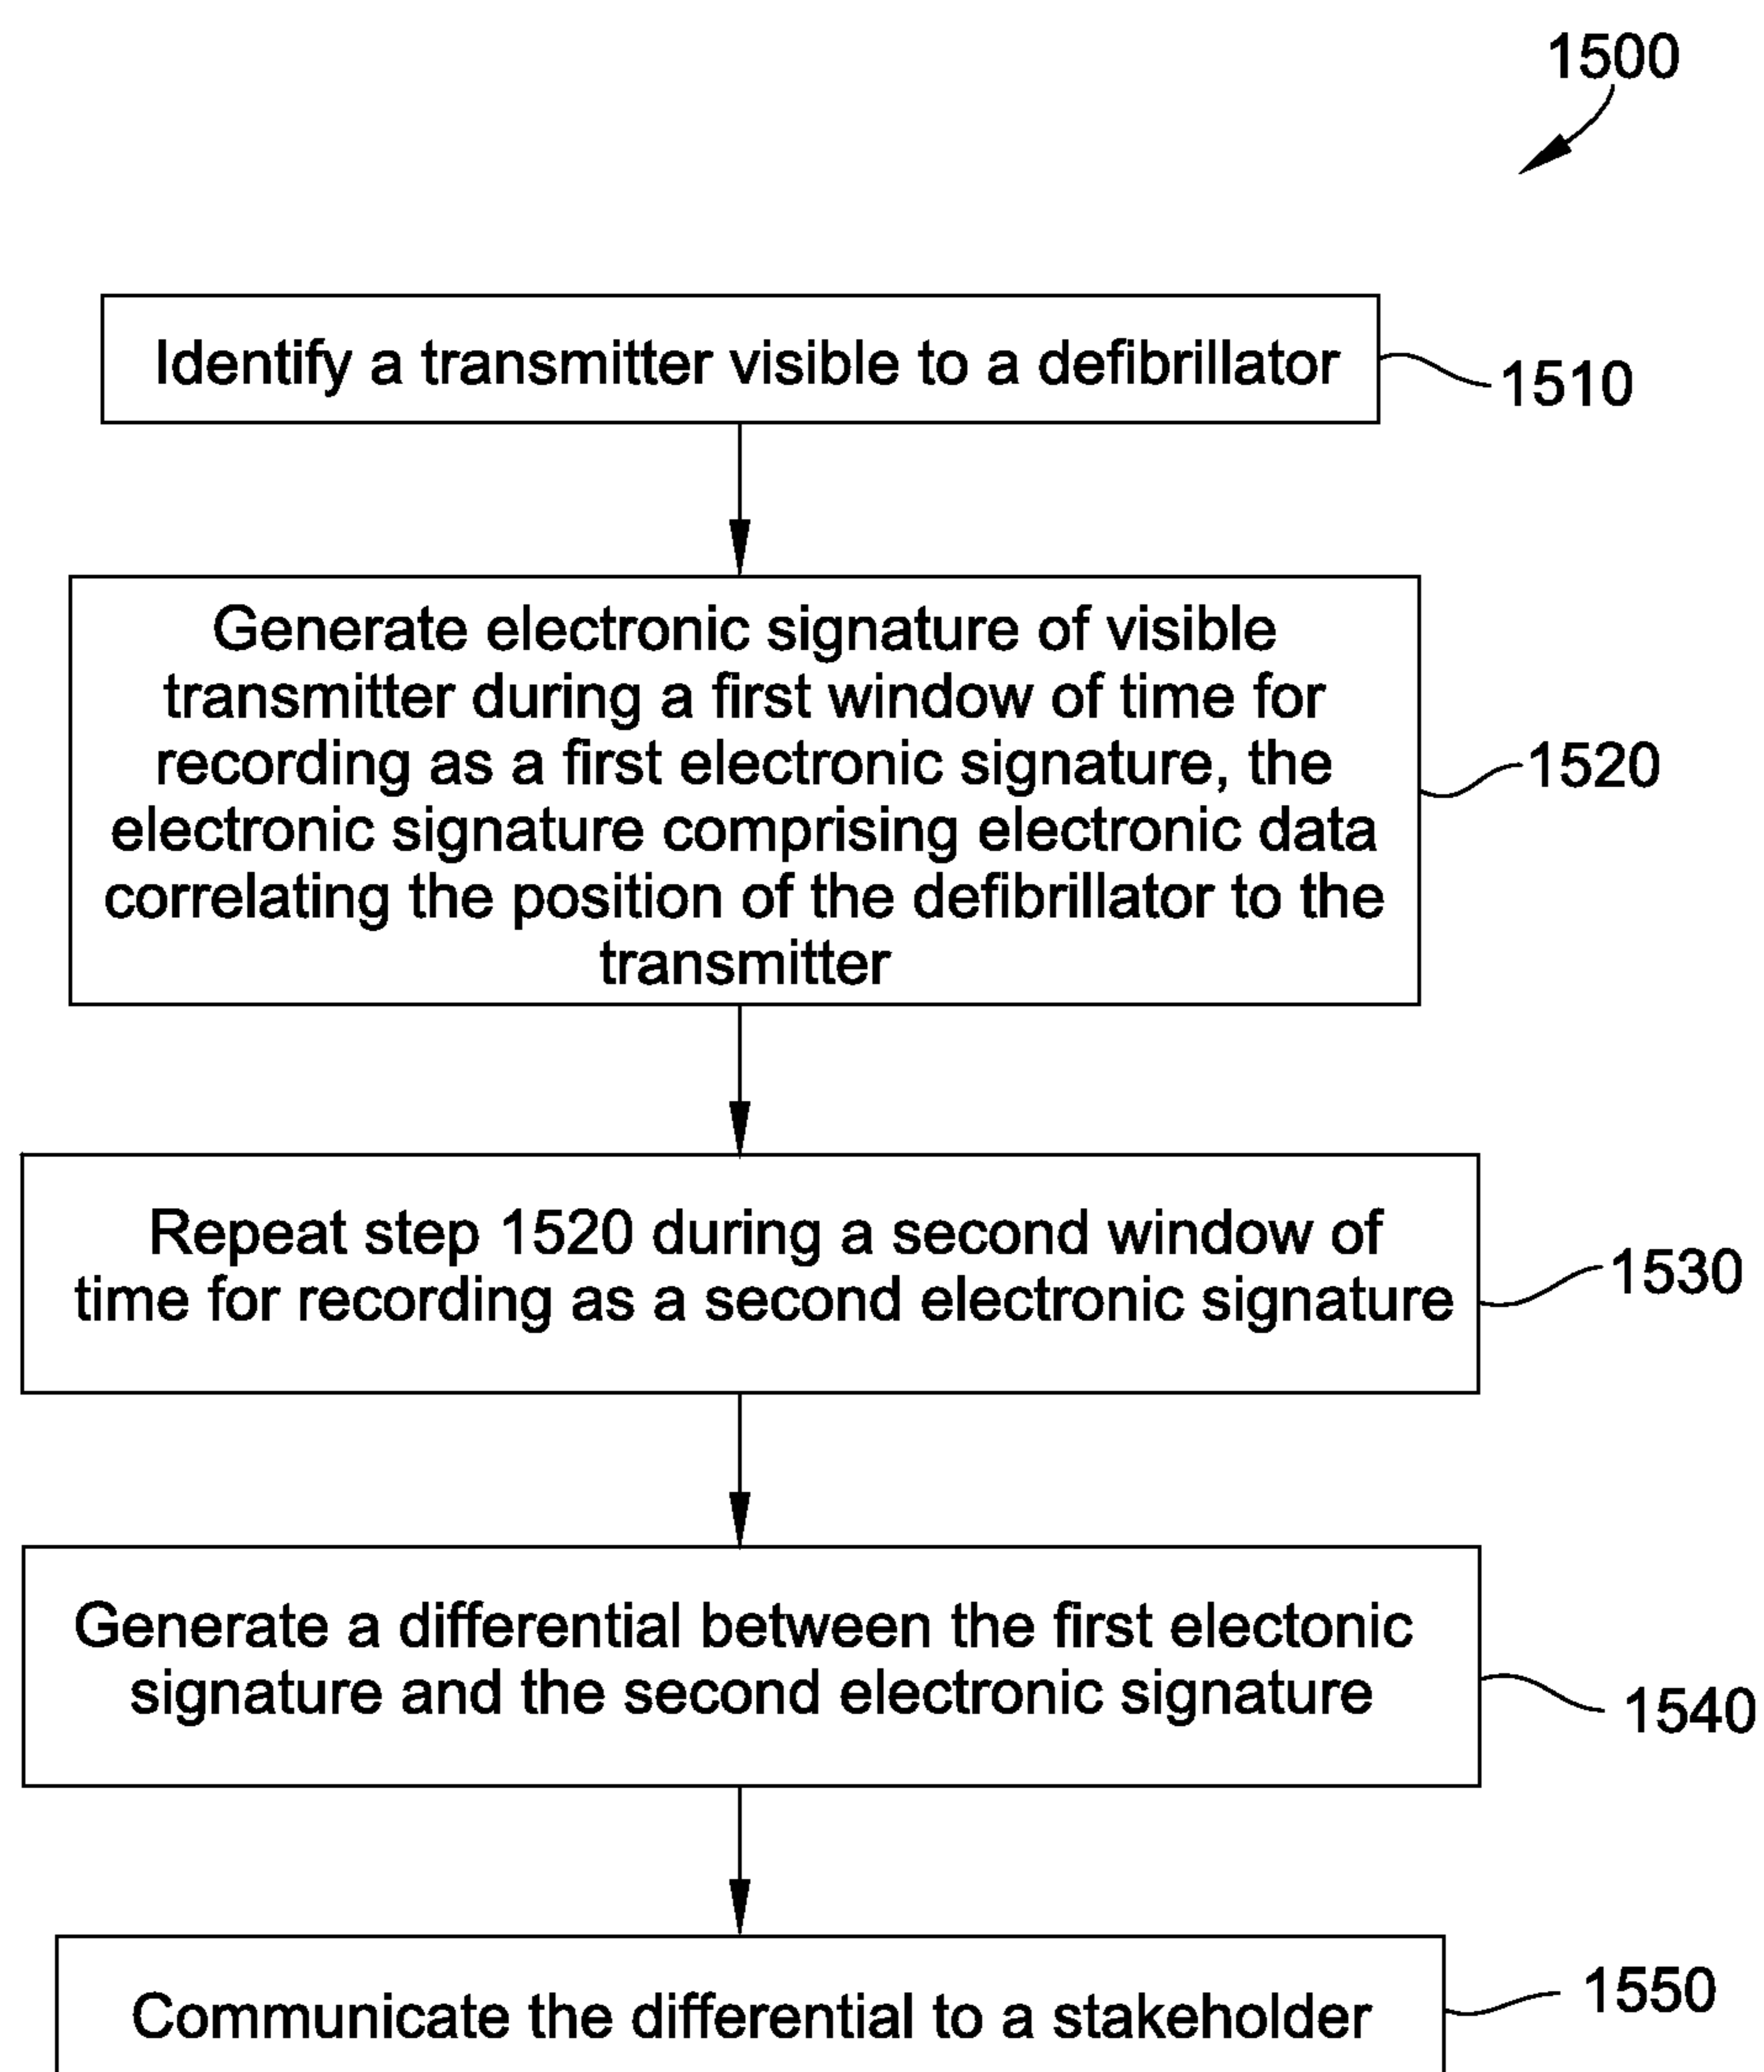 1500
Identify a transmitter visible to a defibrillator
1510
Generate electronic signature of visible
transmitter during a first window of time for
recording as a first electronic signature, the
electronic signature comprising electronic data
correlating the position of the defibrillator to the
transmitter
1520
Repeat step 1520 during a second window of
time for recording as a second electronic signature
1530
Generate a differential between the first electonic
signature and the second electronic signature
1540
Communicate the differential to a stakeholder
1550